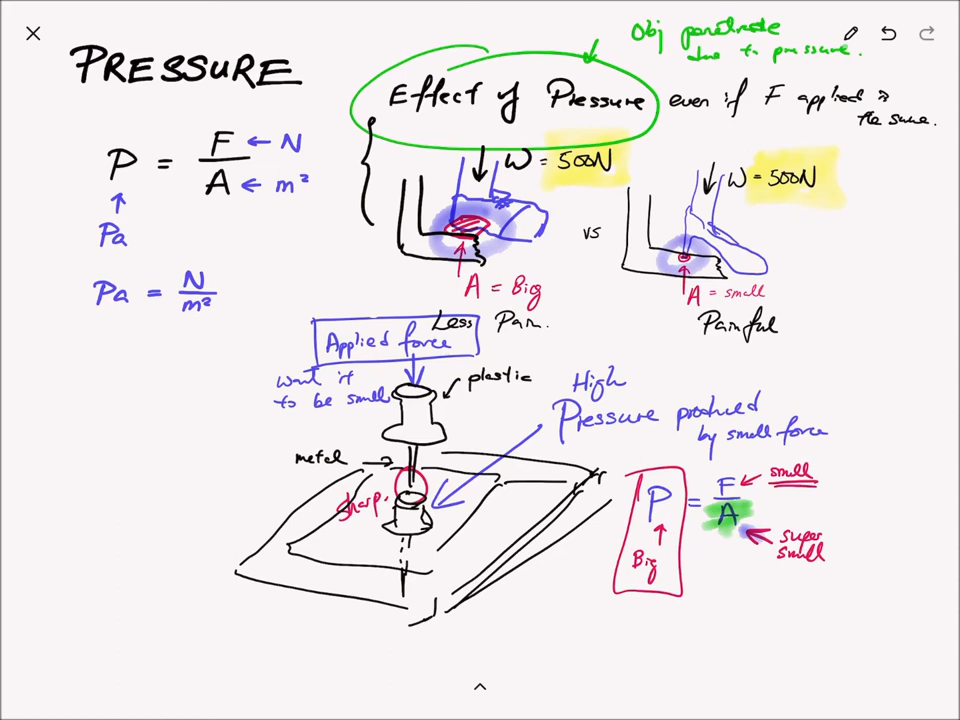 PRESSURE
Obj penetrate
due to pressure.
Effect of Pressure
even if F applied is
the same.
P = F ← N
A ← m²
Pa
Pa = N
m²
W = 500N
vs
W = 500N
A = Big
Less Pain.
A = small
Painful
Applied force
want it
to be small
plastic
metal
sharp.
High
Pressure produced
by small force
P = F
A
small
super
small
Big